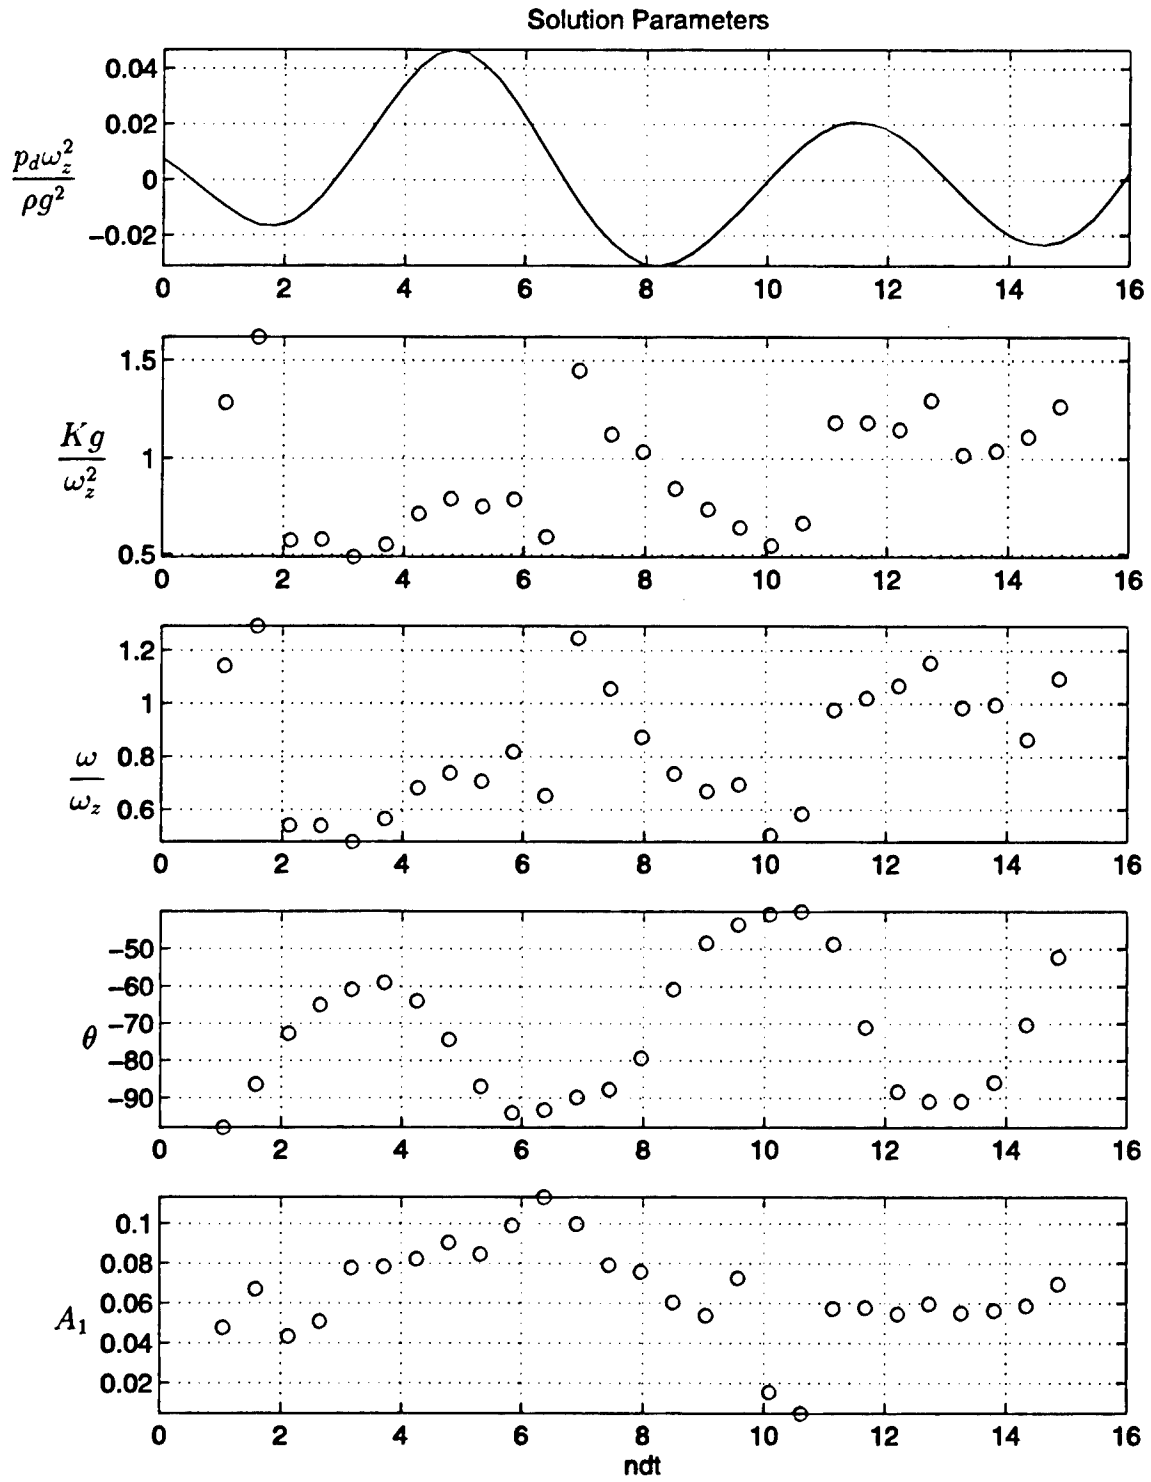 Solution Parameters
0.04
0.02
0
−0.02
p_d ω_z^2 / ρg^2
0 2 4 6 8 10 12 14 16
1.5
1
0.5
Kg / ω_z^2
0 2 4 6 8 10 12 14 16
1.2
1
0.8
0.6
ω / ω_z
0 2 4 6 8 10 12 14 16
−50
−60
−70
−80
−90
θ
0 2 4 6 8 10 12 14 16
0.1
0.08
0.06
0.04
0.02
A_1
0 2 4 6 8 10 12 14 16
ndt